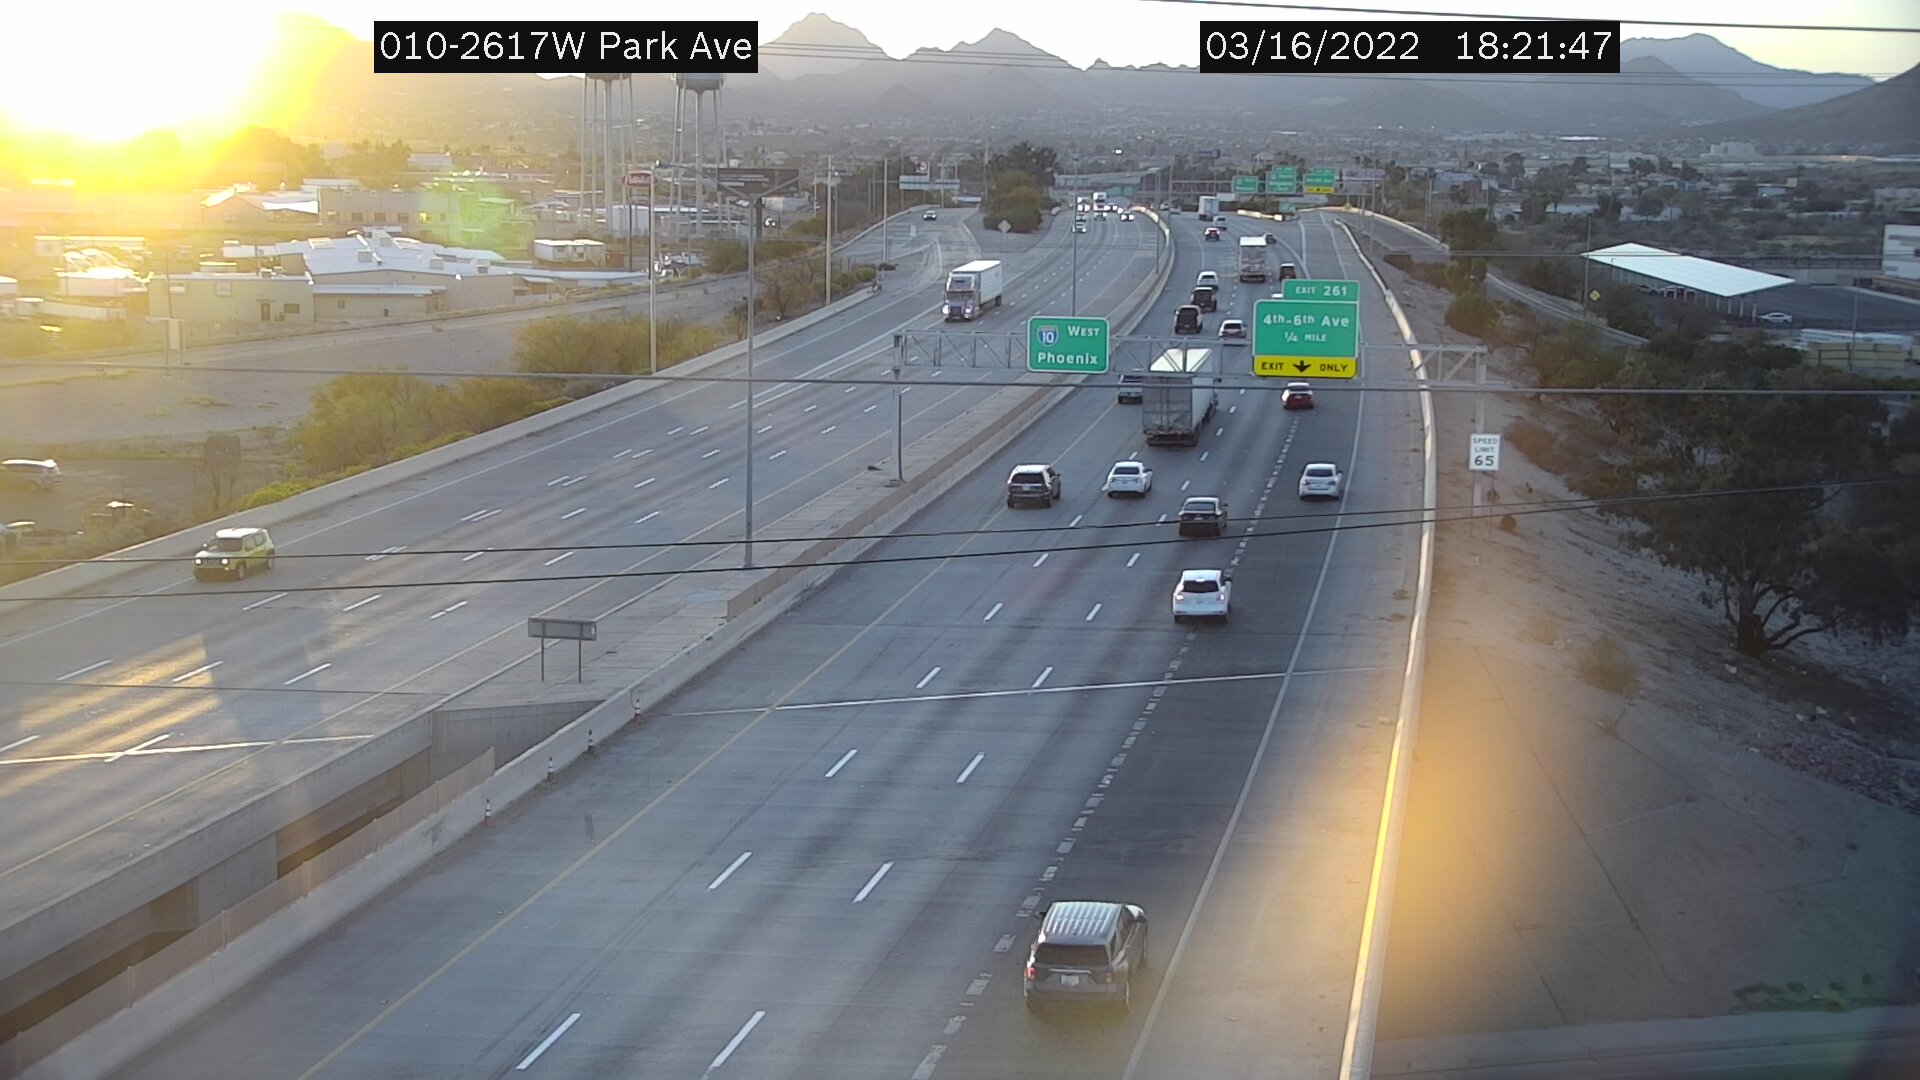 010-2617W Park Ave
03/16/2022 18:21:47
EXIT 261
4th-6th Ave
1/4 MILE
EXIT ONLY
10 WEST
Phoenix
SPEED
LIMIT
65